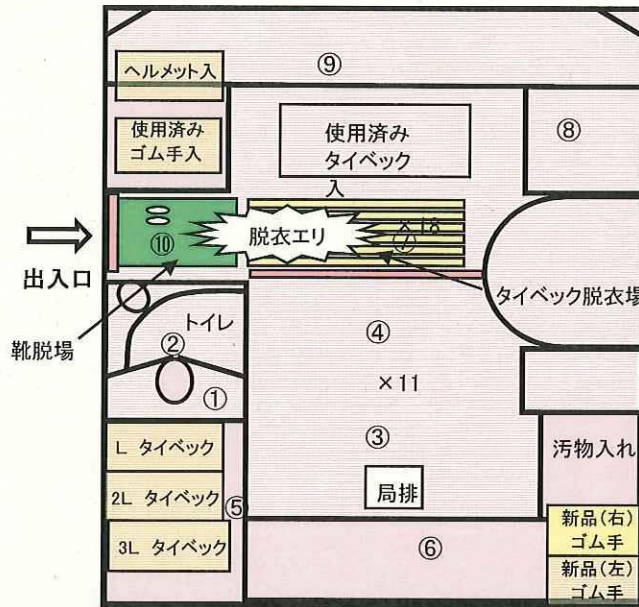 ⑨
ヘルメット入
使用済み
ゴム手入
使用済み
タイベック
入
⑧
出入口
⑩
脱衣エリ
×18
⑦
タイベック脱衣場
靴脱場
トイレ
②
①
④
×11
③
局排
L タイベック
2L タイベック
3L タイベック
⑤
⑥
汚物入れ
新品(右)
ゴム手
新品(左)
ゴム手